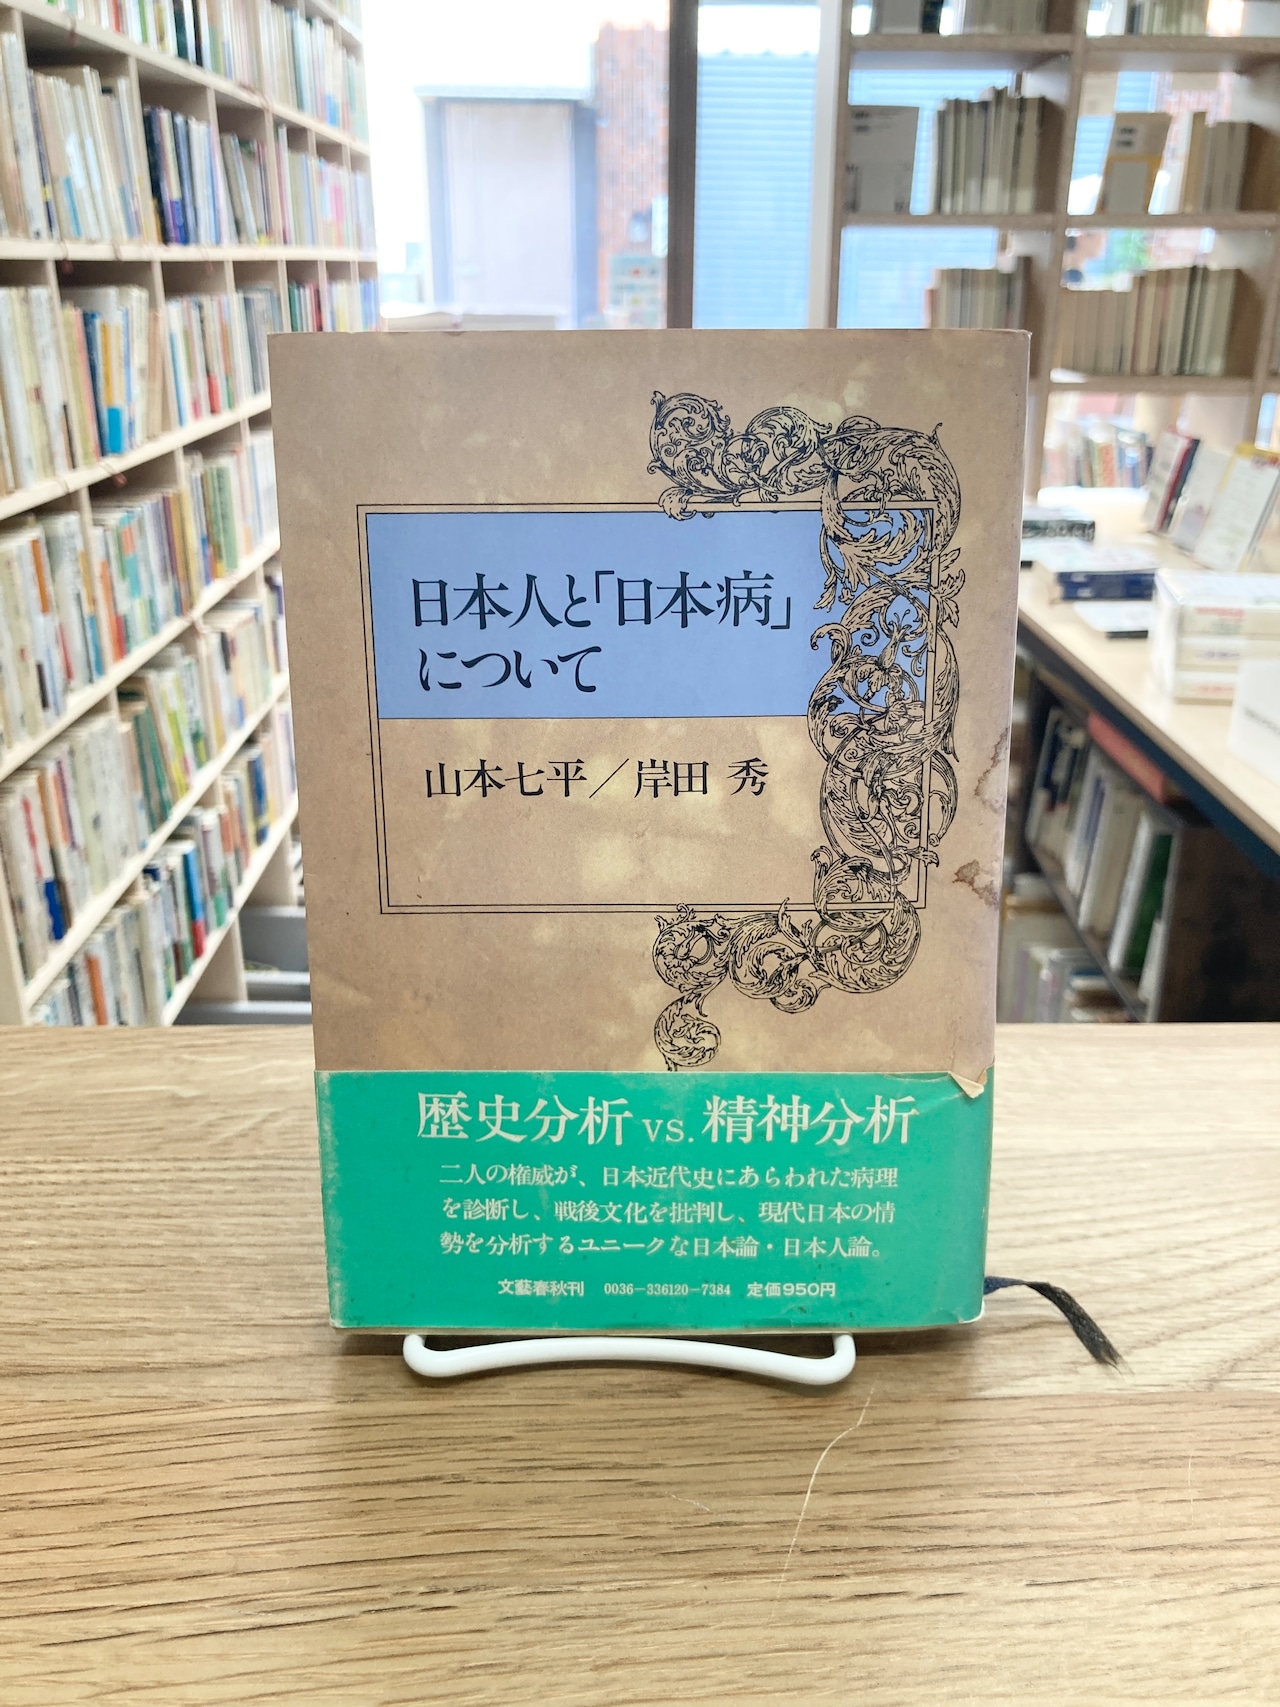 日本人と「日本病」
について
山本七平／岸田 秀
歴史分析 vs. 精神分析
二人の権威が、日本近代史にあらわれた病理
を診断し、戦後文化を批判し、現代日本の情
勢を分析するユニークな日本論・日本人論。
文藝春秋刊 0036-336120-7384 定価950円